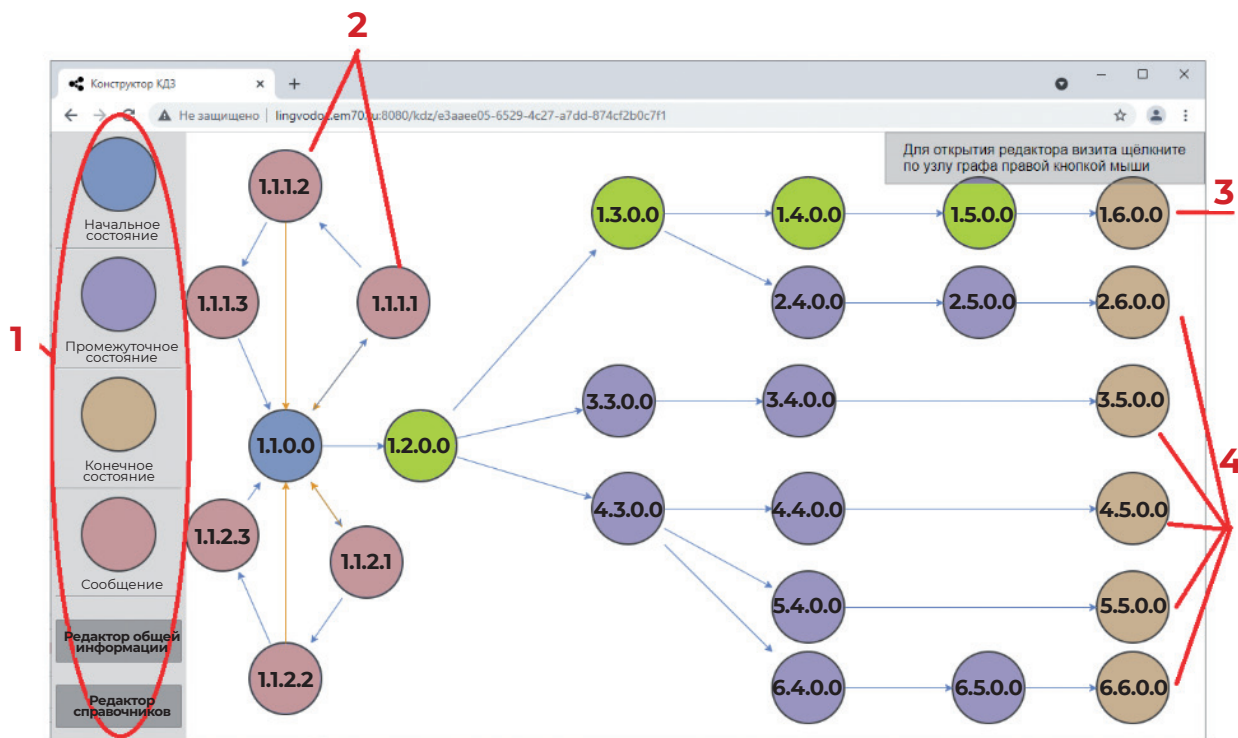 2
Конструктор КДЗ
Не защищено | lingvodoc.em70.ru:8080/kdz/e3aaee05-6529-4c27-a7dd-874cf2b0c7f1
Для открытия редактора визита щёлкните
по узлу графа правой кнопкой мыши
1
Начальное
состояние
Промежуточное
состояние
Конечное
состояние
Сообщение
Редактор общей
информации
Редактор
справочников
1.1.1.2
1.1.1.3
1.1.1.1
1.1.0.0
1.2.0.0
1.1.2.3
1.1.2.1
1.1.2.2
1.3.0.0
1.4.0.0
1.5.0.0
1.6.0.0
3
2.4.0.0
2.5.0.0
2.6.0.0
3.3.0.0
3.4.0.0
3.5.0.0
4
4.3.0.0
4.4.0.0
4.5.0.0
5.4.0.0
5.5.0.0
6.4.0.0
6.5.0.0
6.6.0.0